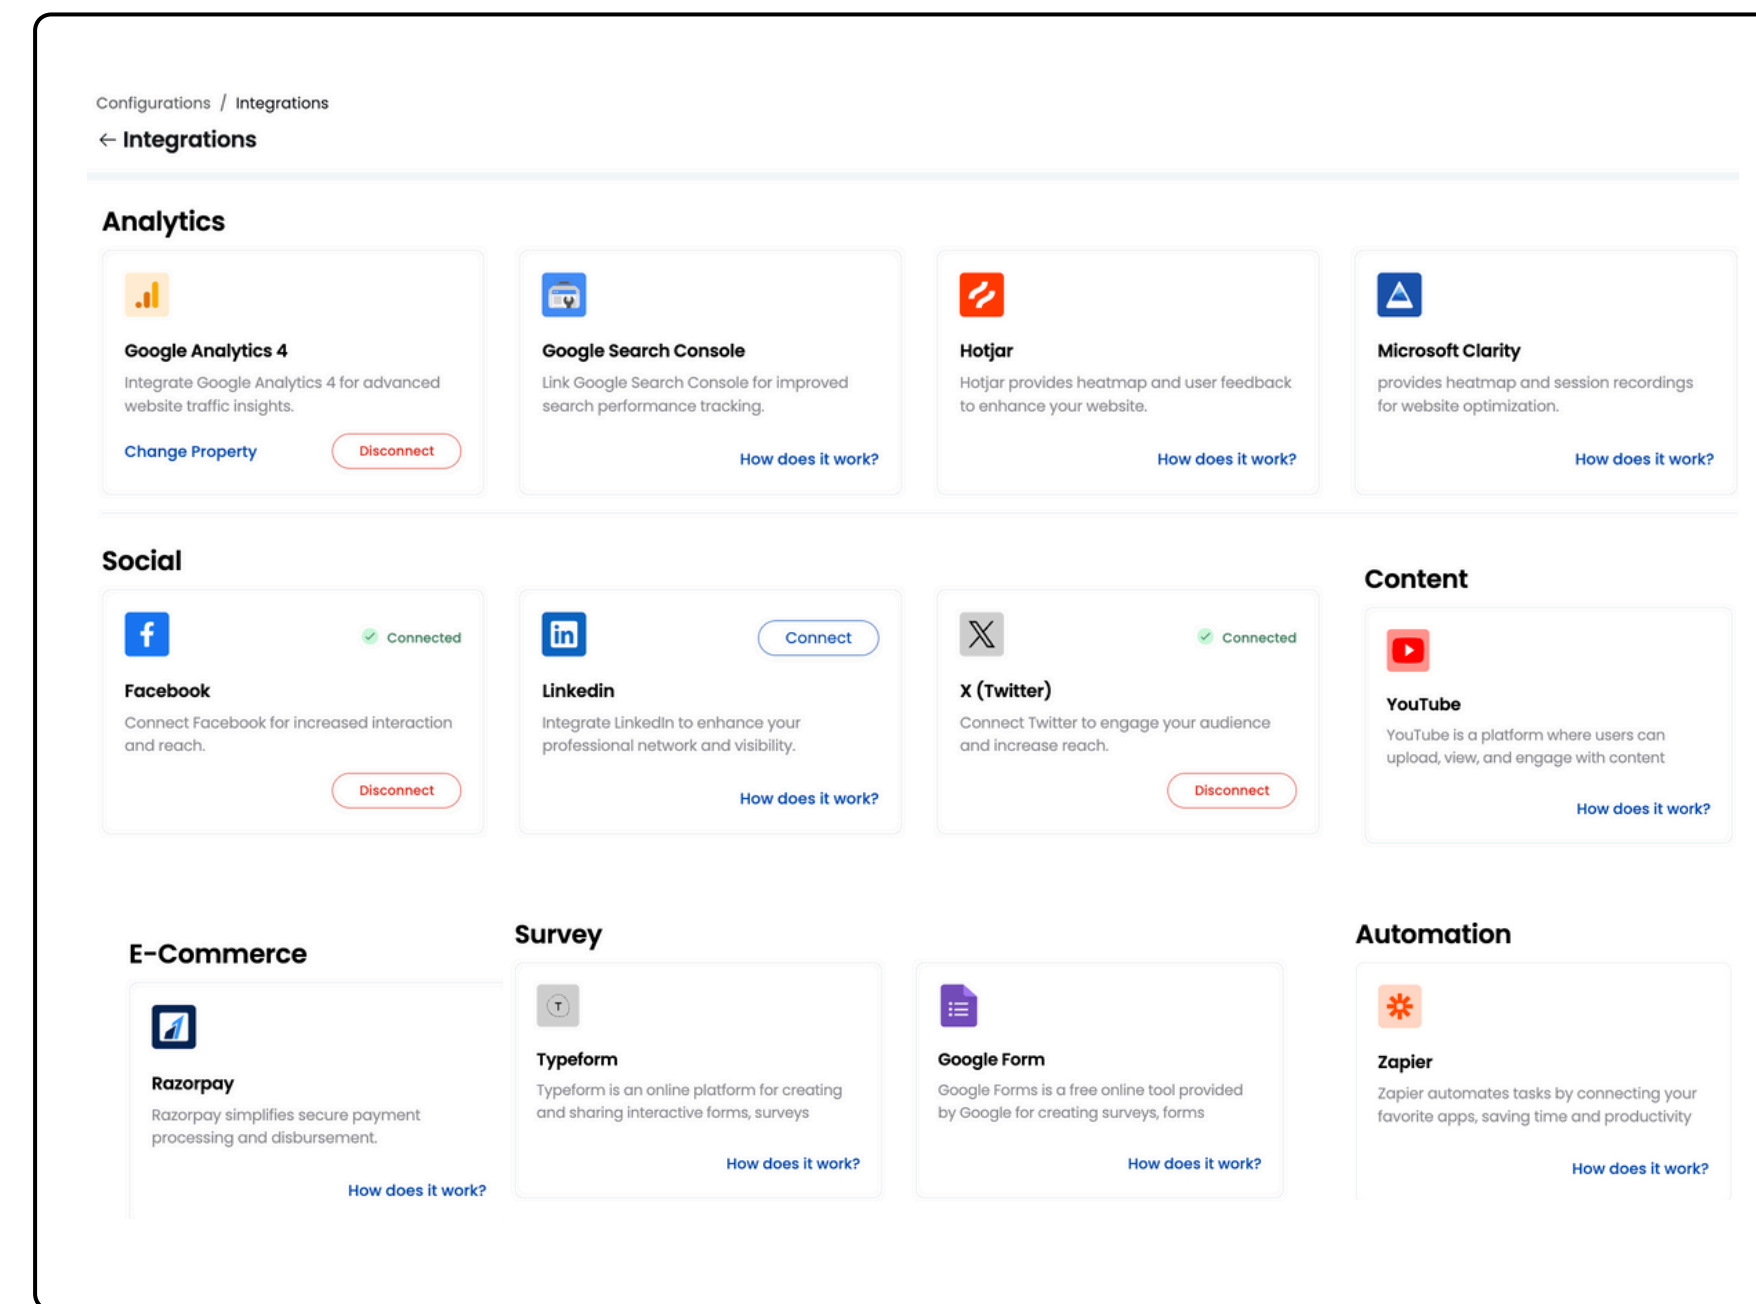 Configurations / Integrations
← Integrations
Analytics
Google Analytics 4
Integrate Google Analytics 4 for advanced
website traffic insights.
Change Property
Disconnect
Google Search Console
Link Google Search Console for improved
search performance tracking.
How does it work?
Hotjar
Hotjar provides heatmap and user feedback
to enhance your website.
How does it work?
Microsoft Clarity
provides heatmap and session recordings
for website optimization.
How does it work?
Social
f
Connected
Facebook
Connect Facebook for increased interaction
and reach.
Disconnect
in
Connect
Linkedin
Integrate LinkedIn to enhance your
professional network and visibility.
How does it work?
X
Connected
X (Twitter)
Connect Twitter to engage your audience
and increase reach.
Disconnect
Content
YouTube
YouTube is a platform where users can
upload, view, and engage with content
How does it work?
E-Commerce
Razorpay
Razorpay simplifies secure payment
processing and disbursement.
How does it work?
Survey
T
Typeform
Typeform is an online platform for creating
and sharing interactive forms, surveys
How does it work?
Google Form
Google Forms is a free online tool provided
by Google for creating surveys, forms
How does it work?
Automation
Zapier
Zapier automates tasks by connecting your
favorite apps, saving time and productivity
How does it work?